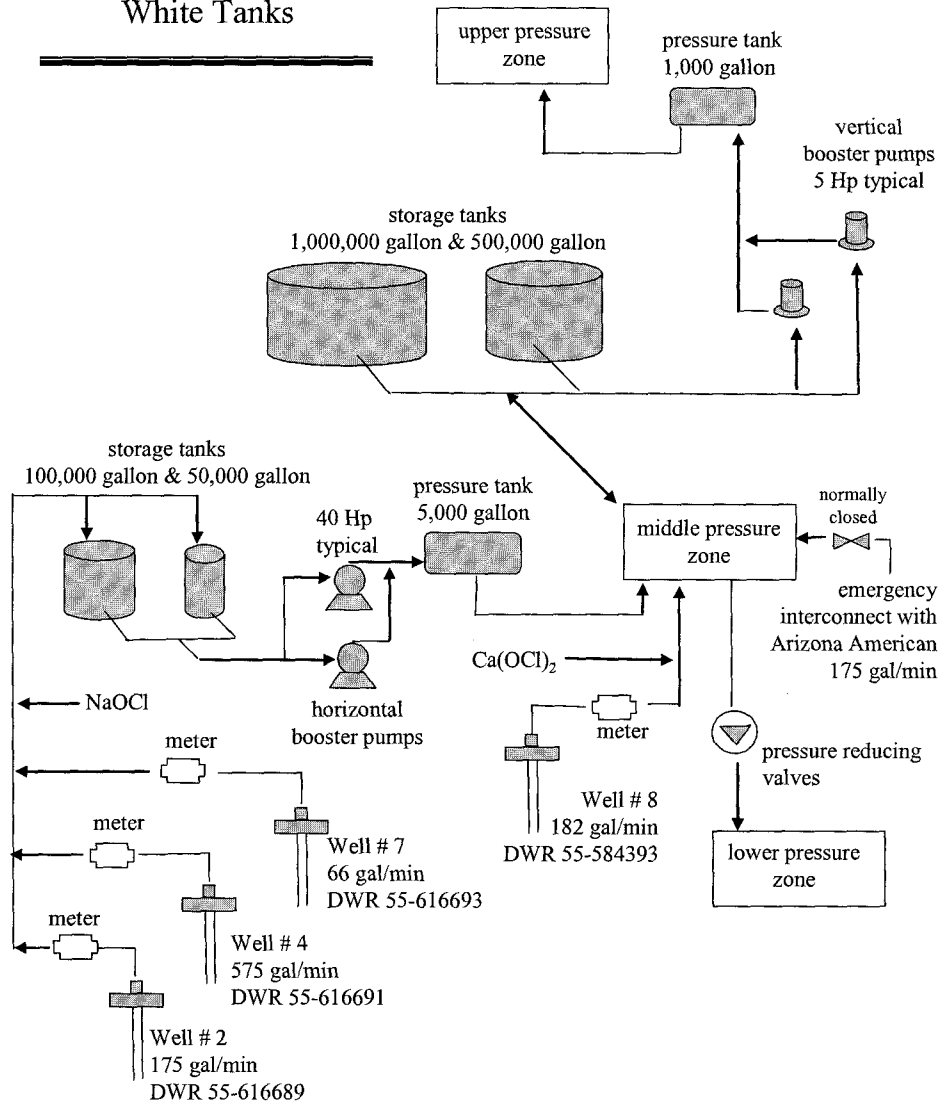 White Tanks
upper pressure
zone
pressure tank
1,000 gallon
vertical
booster pumps
5 Hp typical
storage tanks
1,000,000 gallon & 500,000 gallon
storage tanks
100,000 gallon & 50,000 gallon
40 Hp
typical
pressure tank
5,000 gallon
middle pressure
zone
normally
closed
emergency
interconnect with
Arizona American
175 gal/min
NaOCl
horizontal
booster pumps
Ca(OCl)2
meter
Well # 8
182 gal/min
DWR 55-584393
pressure reducing
valves
lower pressure
zone
meter
Well # 7
66 gal/min
DWR 55-616693
meter
Well # 4
575 gal/min
DWR 55-616691
meter
Well # 2
175 gal/min
DWR 55-616689